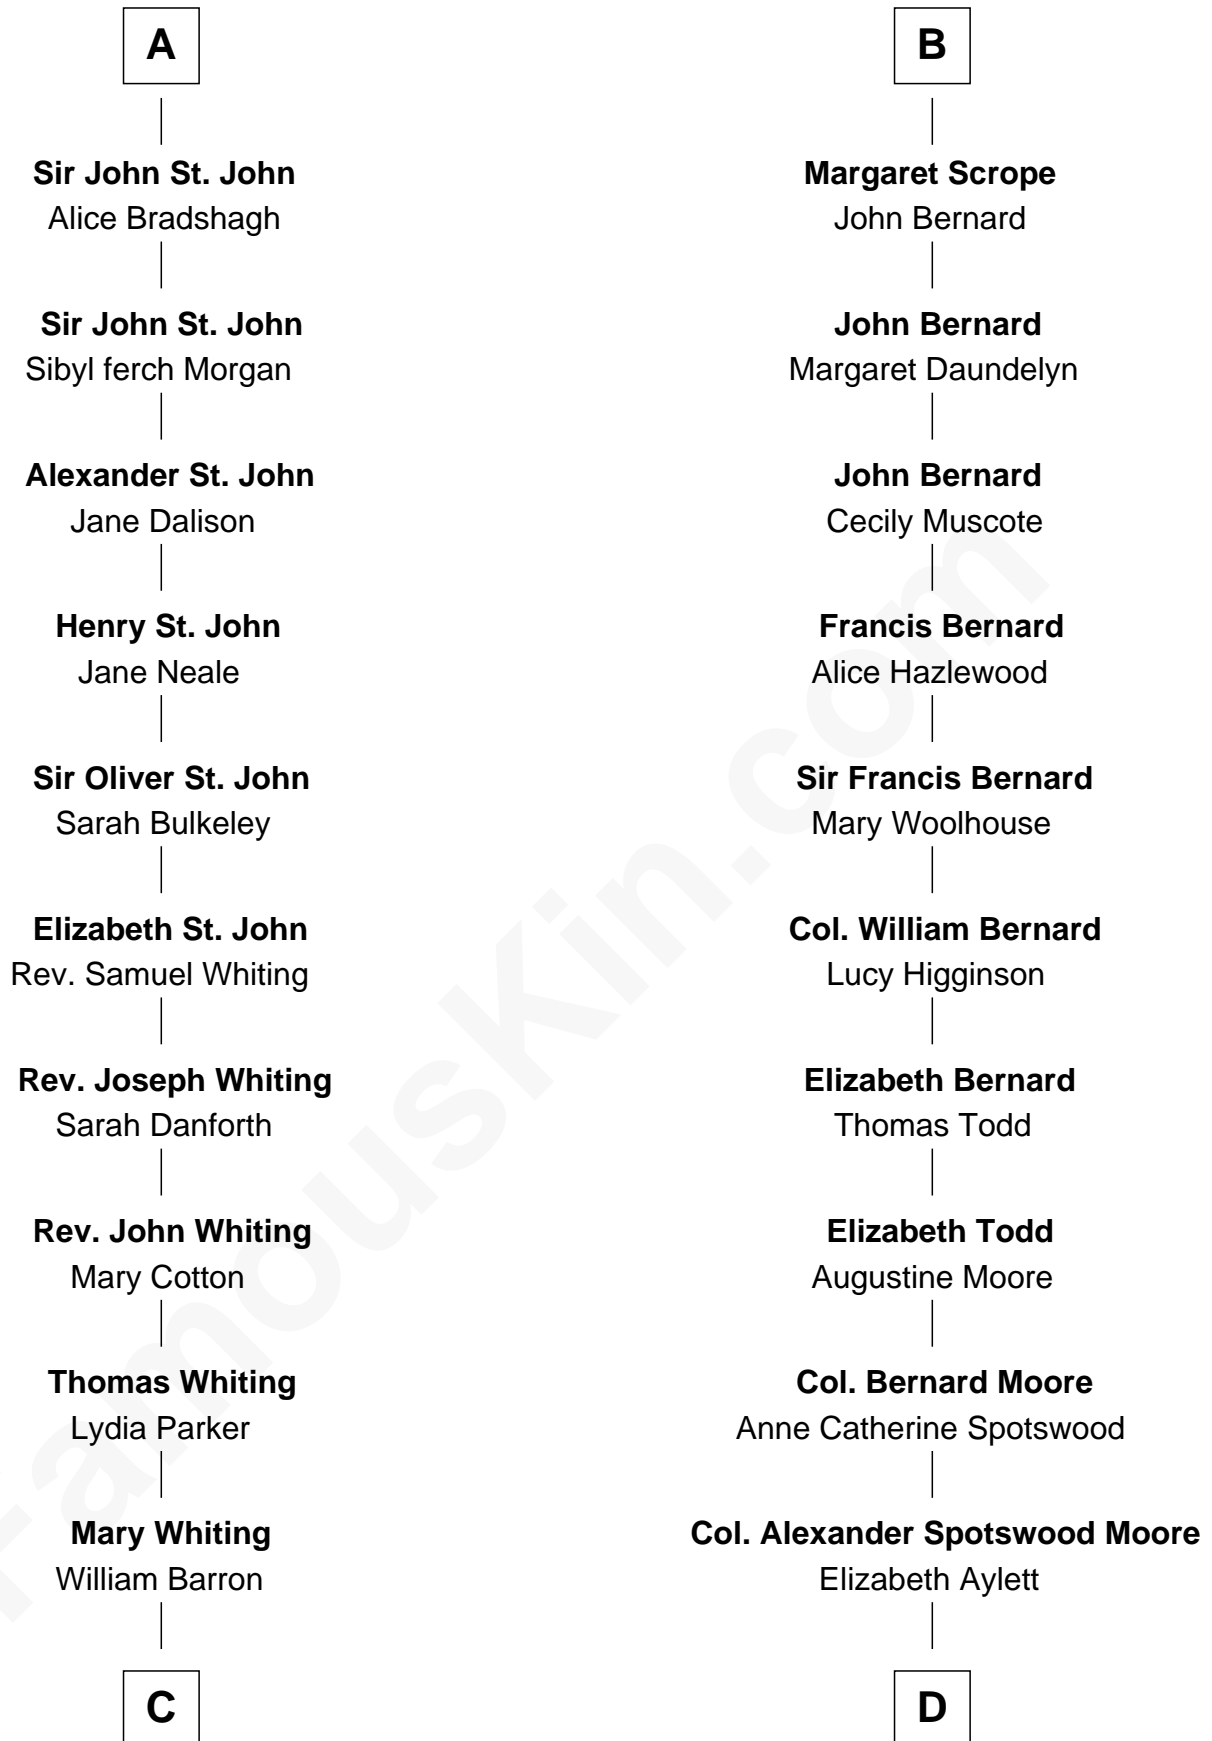 A
Sir John St. John
Alice Bradshagh
Sir John St. John
Sibyl ferch Morgan
Alexander St. John
Jane Dalison
Henry St. John
Jane Neale
Sir Oliver St. John
Sarah Bulkeley
Elizabeth St. John
Rev. Samuel Whiting
Rev. Joseph Whiting
Sarah Danforth
Rev. John Whiting
Mary Cotton
Thomas Whiting
Lydia Parker
Mary Whiting
William Barron
C
B
Margaret Scrope
John Bernard
John Bernard
Margaret Daundelyn
John Bernard
Cecily Muscote
Francis Bernard
Alice Hazlewood
Sir Francis Bernard
Mary Woolhouse
Col. William Bernard
Lucy Higginson
Elizabeth Bernard
Thomas Todd
Elizabeth Todd
Augustine Moore
Col. Bernard Moore
Anne Catherine Spotswood
Col. Alexander Spotswood Moore
Elizabeth Aylett
D
FamousKin.com